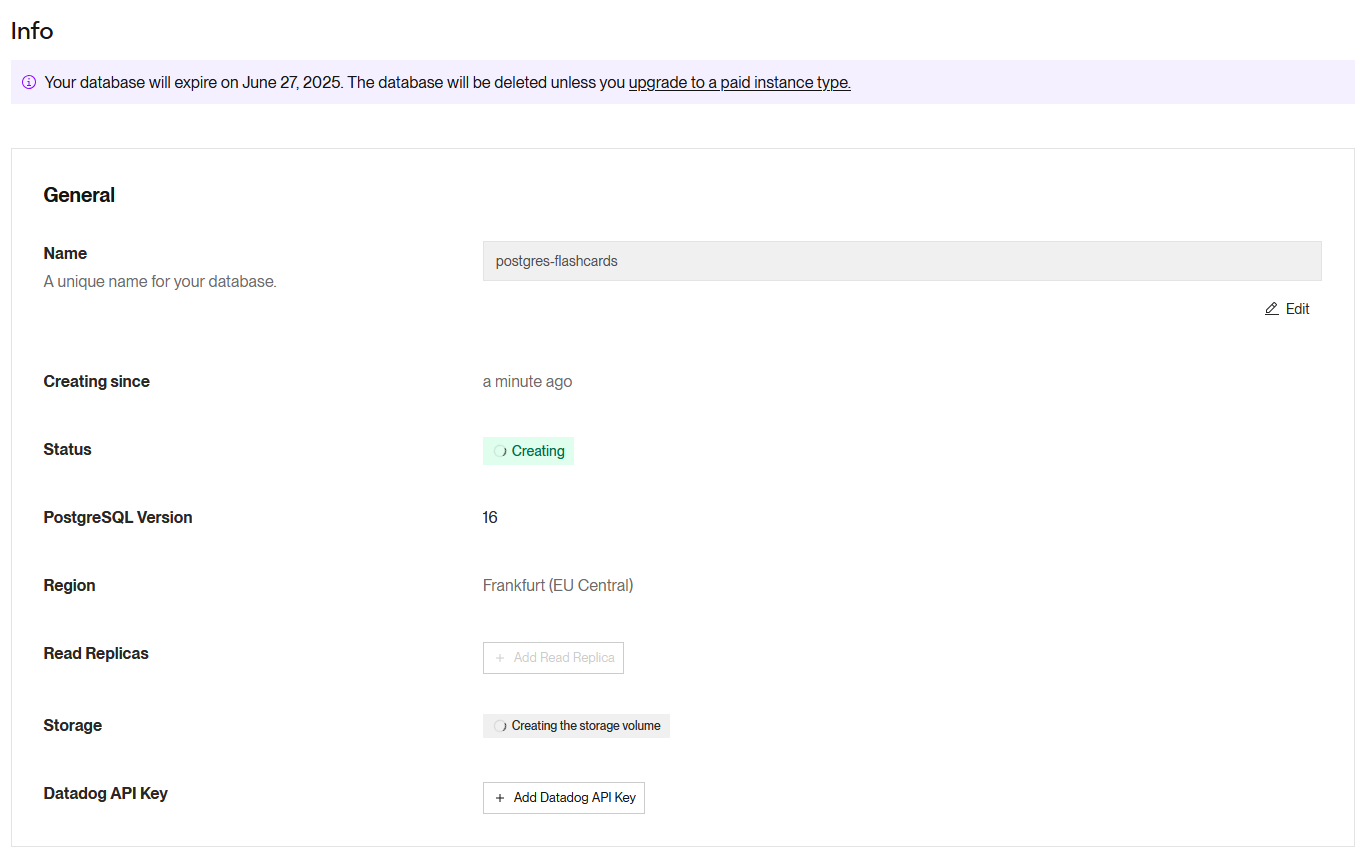 Info
Your database will expire on June 27, 2025. The database will be deleted unless you upgrade to a paid instance type.
General
Name
A unique name for your database.
postgres-flashcards
Edit
Creating since
a minute ago
Status
Creating
PostgreSQL Version
16
Region
Frankfurt (EU Central)
Read Replicas
+ Add Read Replica
Storage
Creating the storage volume
Datadog API Key
+ Add Datadog API Key